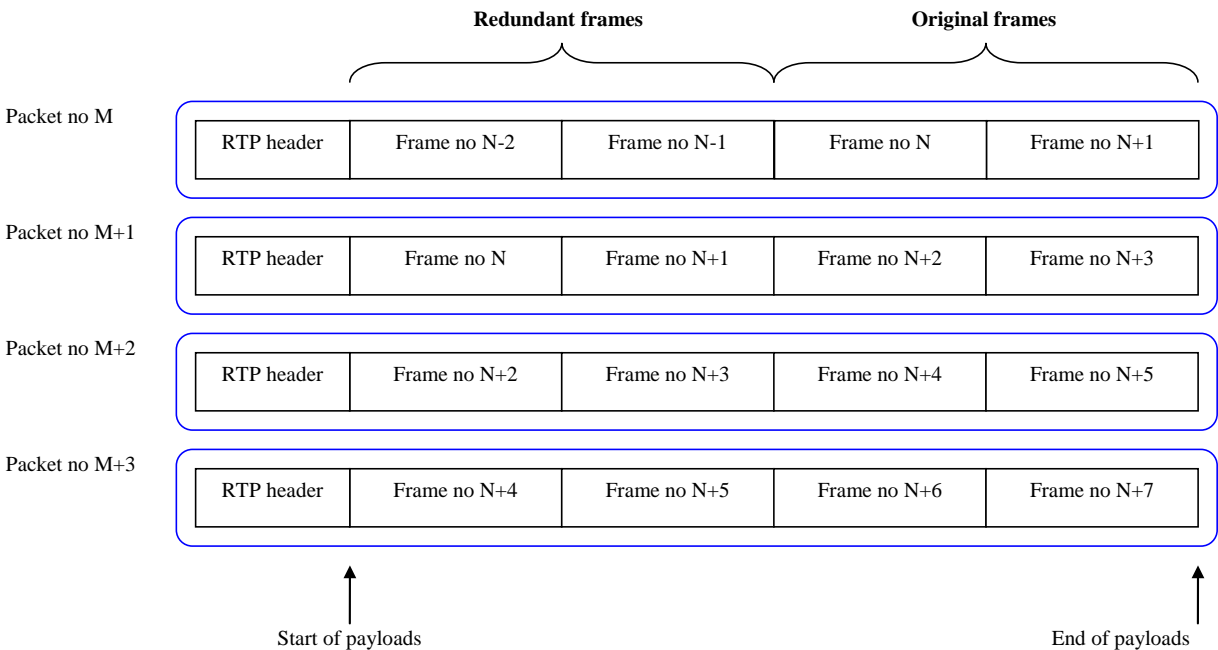 Redundant frames Original frames
Packet no M
RTP header Frame no N-2 Frame no N-1 Frame no N Frame no N+1
Packet no M+1
RTP header Frame no N Frame no N+1 Frame no N+2 Frame no N+3
Packet no M+2
RTP header Frame no N+2 Frame no N+3 Frame no N+4 Frame no N+5
Packet no M+3
RTP header Frame no N+4 Frame no N+5 Frame no N+6 Frame no N+7
Start of payloads End of payloads